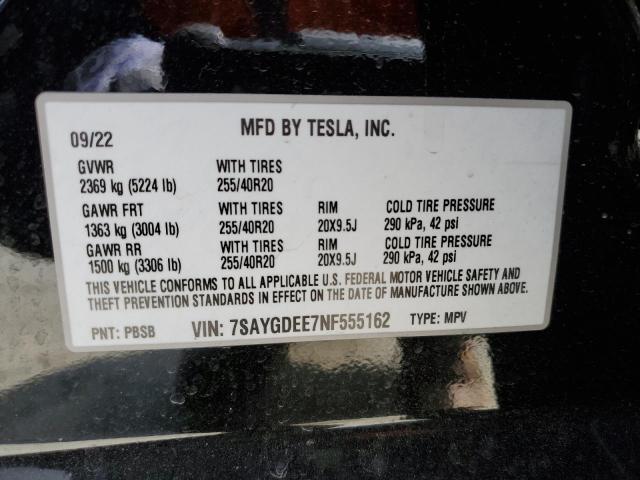 09/22 MFD BY TESLA, INC.
GVWR WITH TIRES
2369 kg (5224 lb) 255/40R20
GAWR FRT WITH TIRES RIM COLD TIRE PRESSURE
1363 kg (3004 lb) 255/40R20 20X9.5J 290 kPa, 42 psi
GAWR RR WITH TIRES RIM COLD TIRE PRESSURE
1500 kg (3306 lb) 255/40R20 20X9.5J 290 kPa, 42 psi
THIS VEHICLE CONFORMS TO ALL APPLICABLE U.S. FEDERAL MOTOR VEHICLE SAFETY AND
THEFT PREVENTION STANDARDS IN EFFECT ON THE DATE OF MANUFACTURE SHOWN ABOVE.
PNT: PBSB VIN: 7SAYGDEE7NF555162 TYPE: MPV